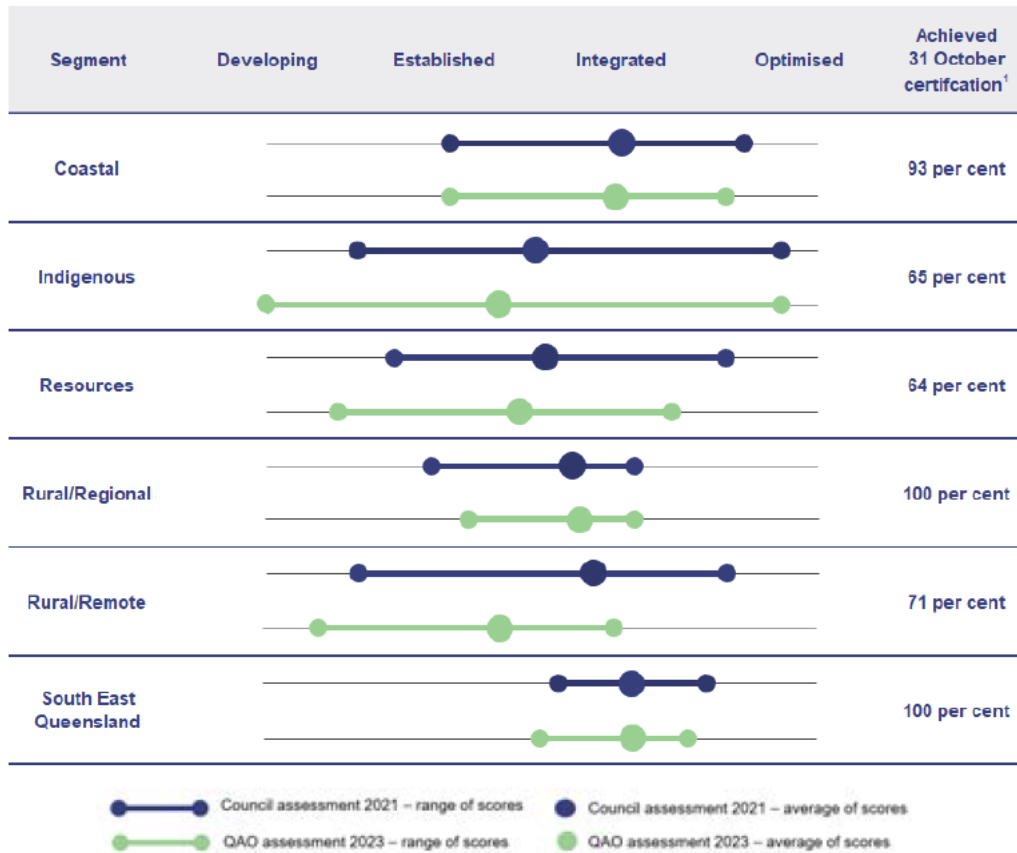 Segment
Developing
Established
Integrated
Optimised
Achieved
31 October
certifcation¹
Coastal
93 per cent
Indigenous
65 per cent
Resources
64 per cent
Rural/Regional
100 per cent
Rural/Remote
71 per cent
South East
Queensland
100 per cent
Council assessment 2021 – range of scores
Council assessment 2021 – average of scores
QAO assessment 2023 – range of scores
QAO assessment 2023 – average of scores